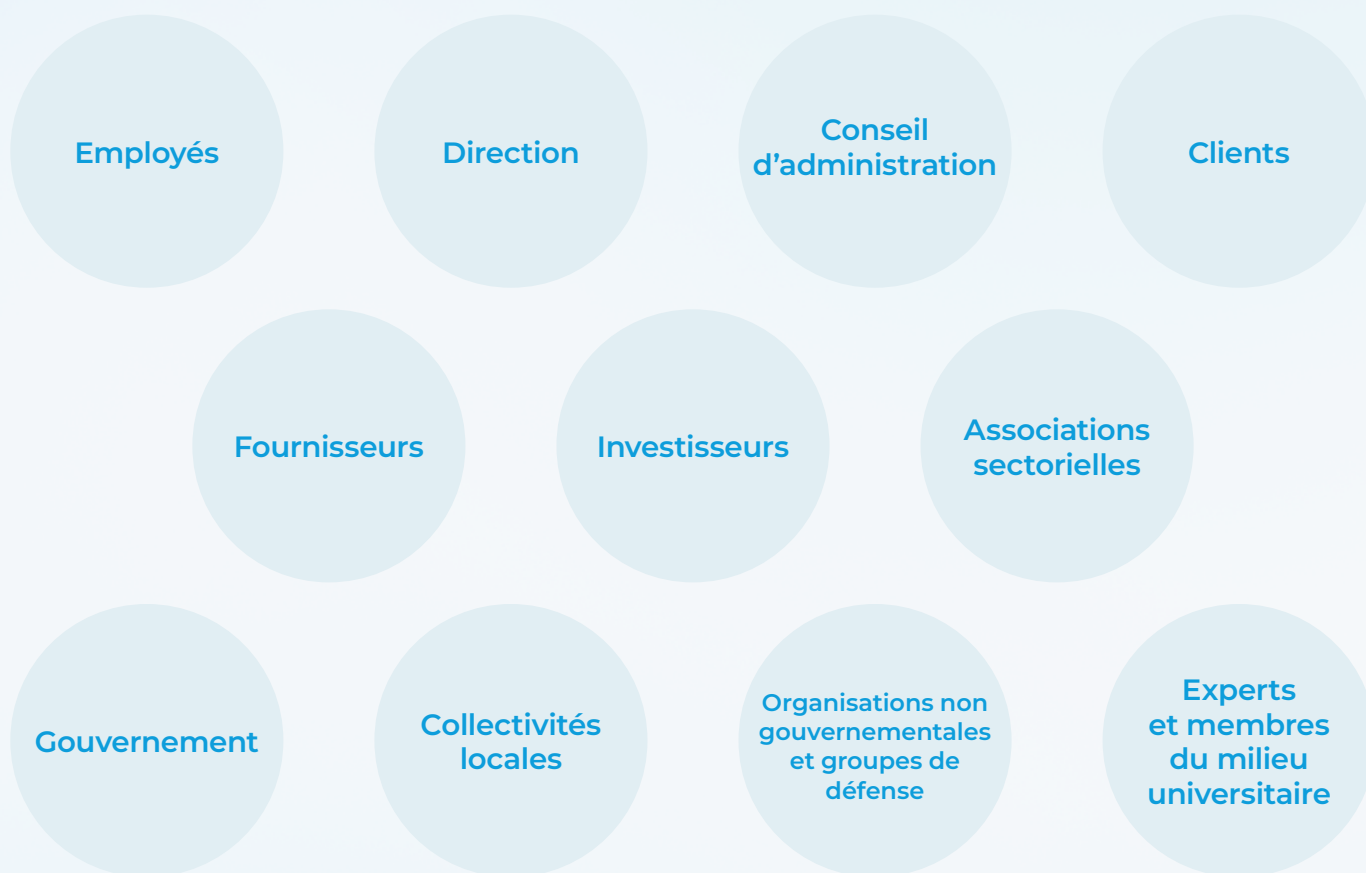 Employés
Direction
Conseil
d’administration
Clients
Fournisseurs
Investisseurs
Associations
sectorielles
Gouvernement
Collectivités
locales
Organisations non
gouvernementales
et groupes de
défense
Experts
et membres
du milieu
universitaire